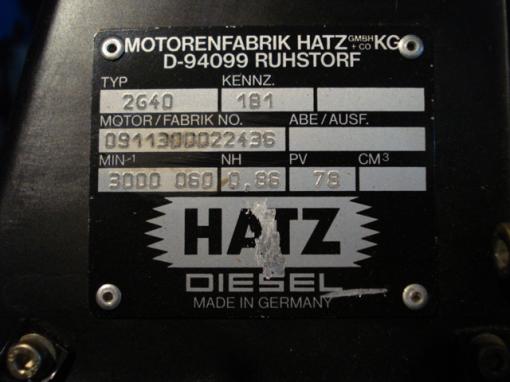 MOTORENFABRIK HATZ GMBH + CO KG
D-94099 RUHSTORF
TYP KENNZ.
2G40 181
MOTOR/FABRIK NO. ABE/AUSF.
0911300022436
MIN-1 NH PV CM3
3000 060 0,86 78
HATZ
DIESEL
MADE IN GERMANY